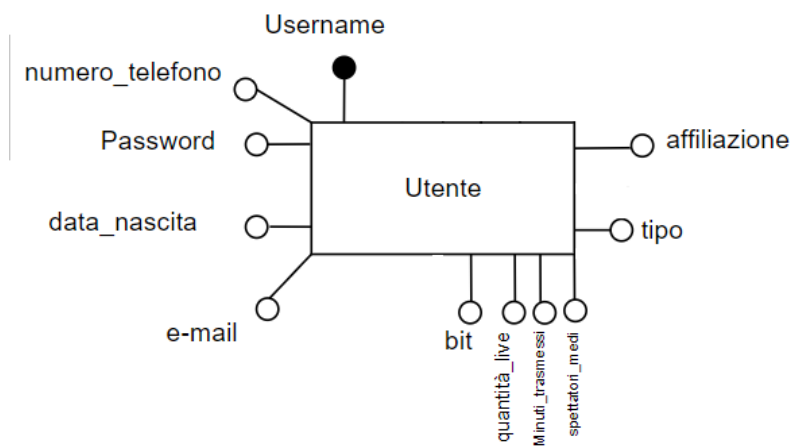 Username
numero_telefono
Password
affiliazione
Utente
data_nascita
tipo
e-mail
bit
quantità_live
Minuti_trasmessi
spettatori_medi